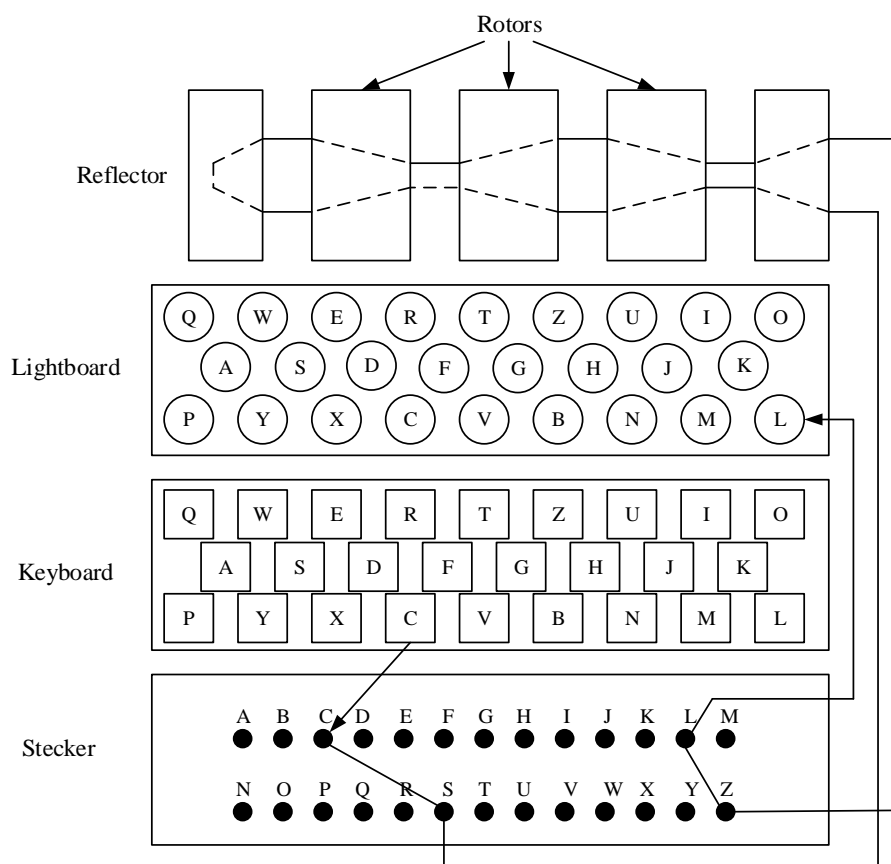 Rotors
Reflector
Lightboard
Q W E R T Z U I O
A S D F G H J K
P Y X C V B N M L
Keyboard
Q W E R T Z U I O
A S D F G H J K
P Y X C V B N M L
Stecker
A B C D E F G H I J K L M
N O P Q R S T U V W X Y Z